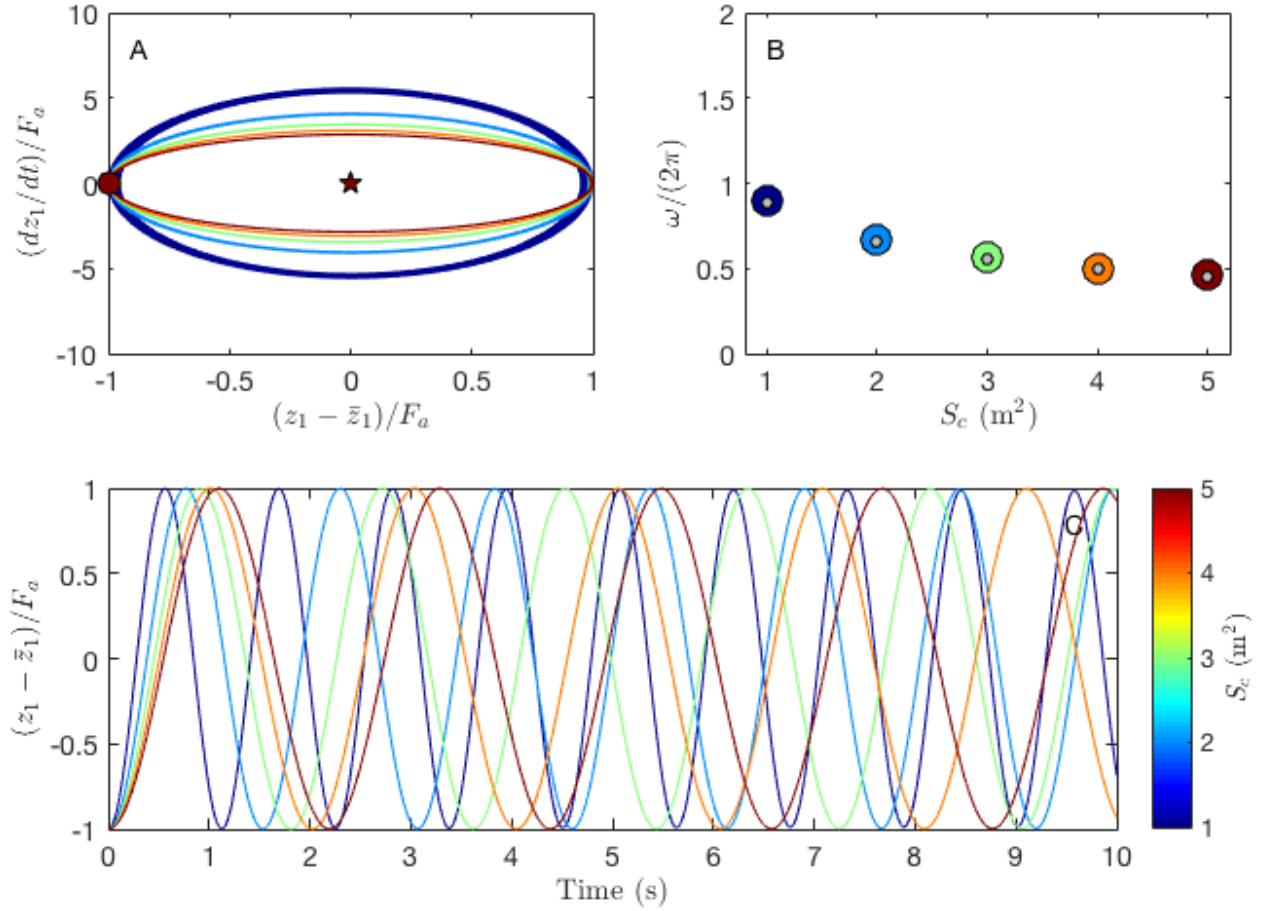 A
10
5
0
-5
-10
(dz₁/dt)/Fₐ
-1 -0.5 0 0.5 1
(z₁ − z̄₁)/Fₐ
B
2
1.5
1
0.5
0
ω/(2π)
1 2 3 4 5
S_c (m²)
C
1
0.5
0
-0.5
-1
(z₁ − z̄₁)/Fₐ
0 1 2 3 4 5 6 7 8 9 10
Time (s)
5
4
3
2
1
S_c (m²)